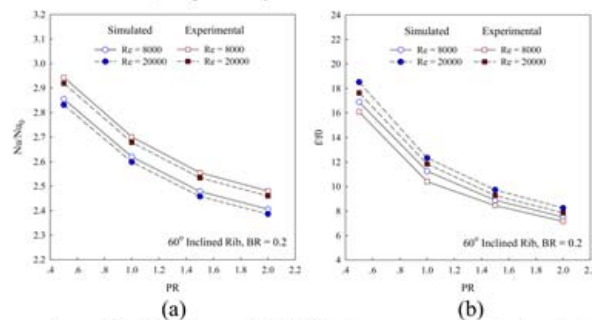 Simulated Experimental
Re = 8000 Re = 8000
Re = 20000 Re = 20000
3.0
2.9
2.8
2.7
2.6
2.5
2.4
2.3
2.2
Nu/Nu0
60° Inclined Rib, BR = 0.2
.4 .6 .8 1.0 1.2 1.4 1.6 1.8 2.0 2.2
PR
(a)
Simulated Experimental
Re = 8000 Re = 8000
Re = 20000 Re = 20000
24
22
20
18
16
14
12
10
8
6
4
f/f0
60° Inclined Rib, BR = 0.2
.4 .6 .8 1.0 1.2 1.4 1.6 1.8 2.0 2.2
PR
(b)